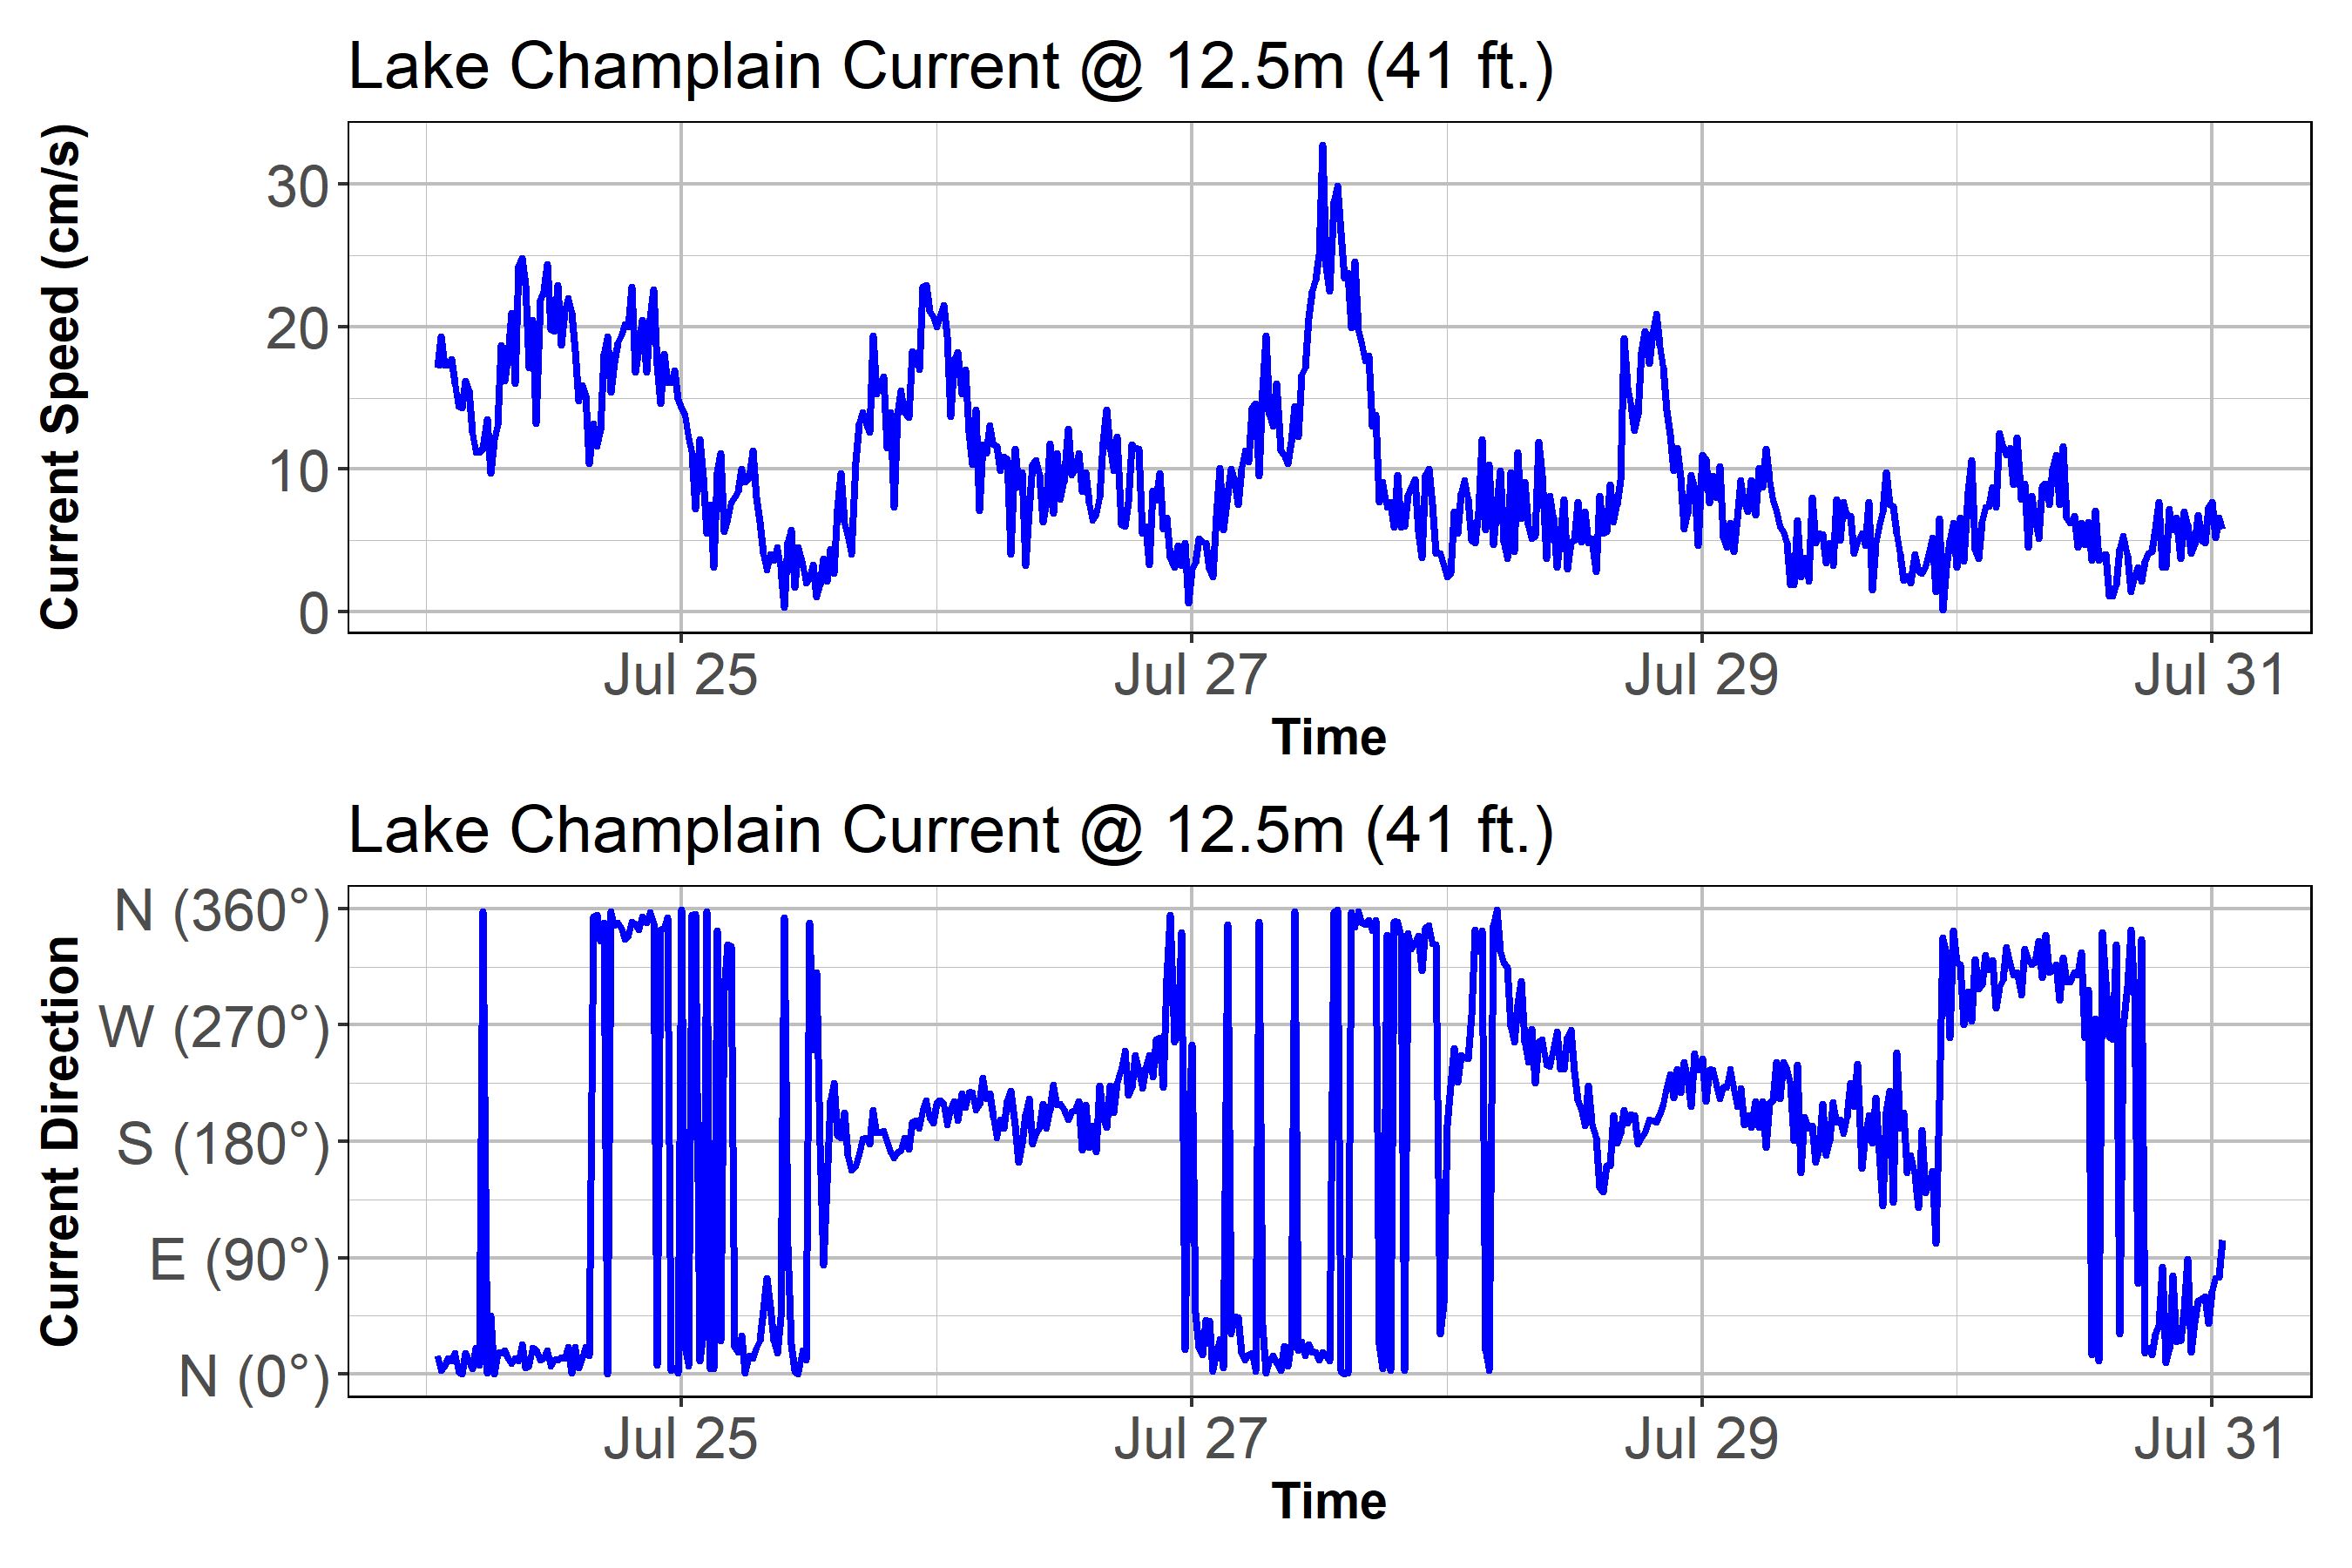 Lake Champlain Current @ 12.5m (41 ft.)
Current Speed (cm/s)
30
20
10
0
Jul 25 Jul 27 Jul 29 Jul 31
Time
Lake Champlain Current @ 12.5m (41 ft.)
Current Direction
N (360°)
W (270°)
S (180°)
E (90°)
N (0°)
Jul 25 Jul 27 Jul 29 Jul 31
Time